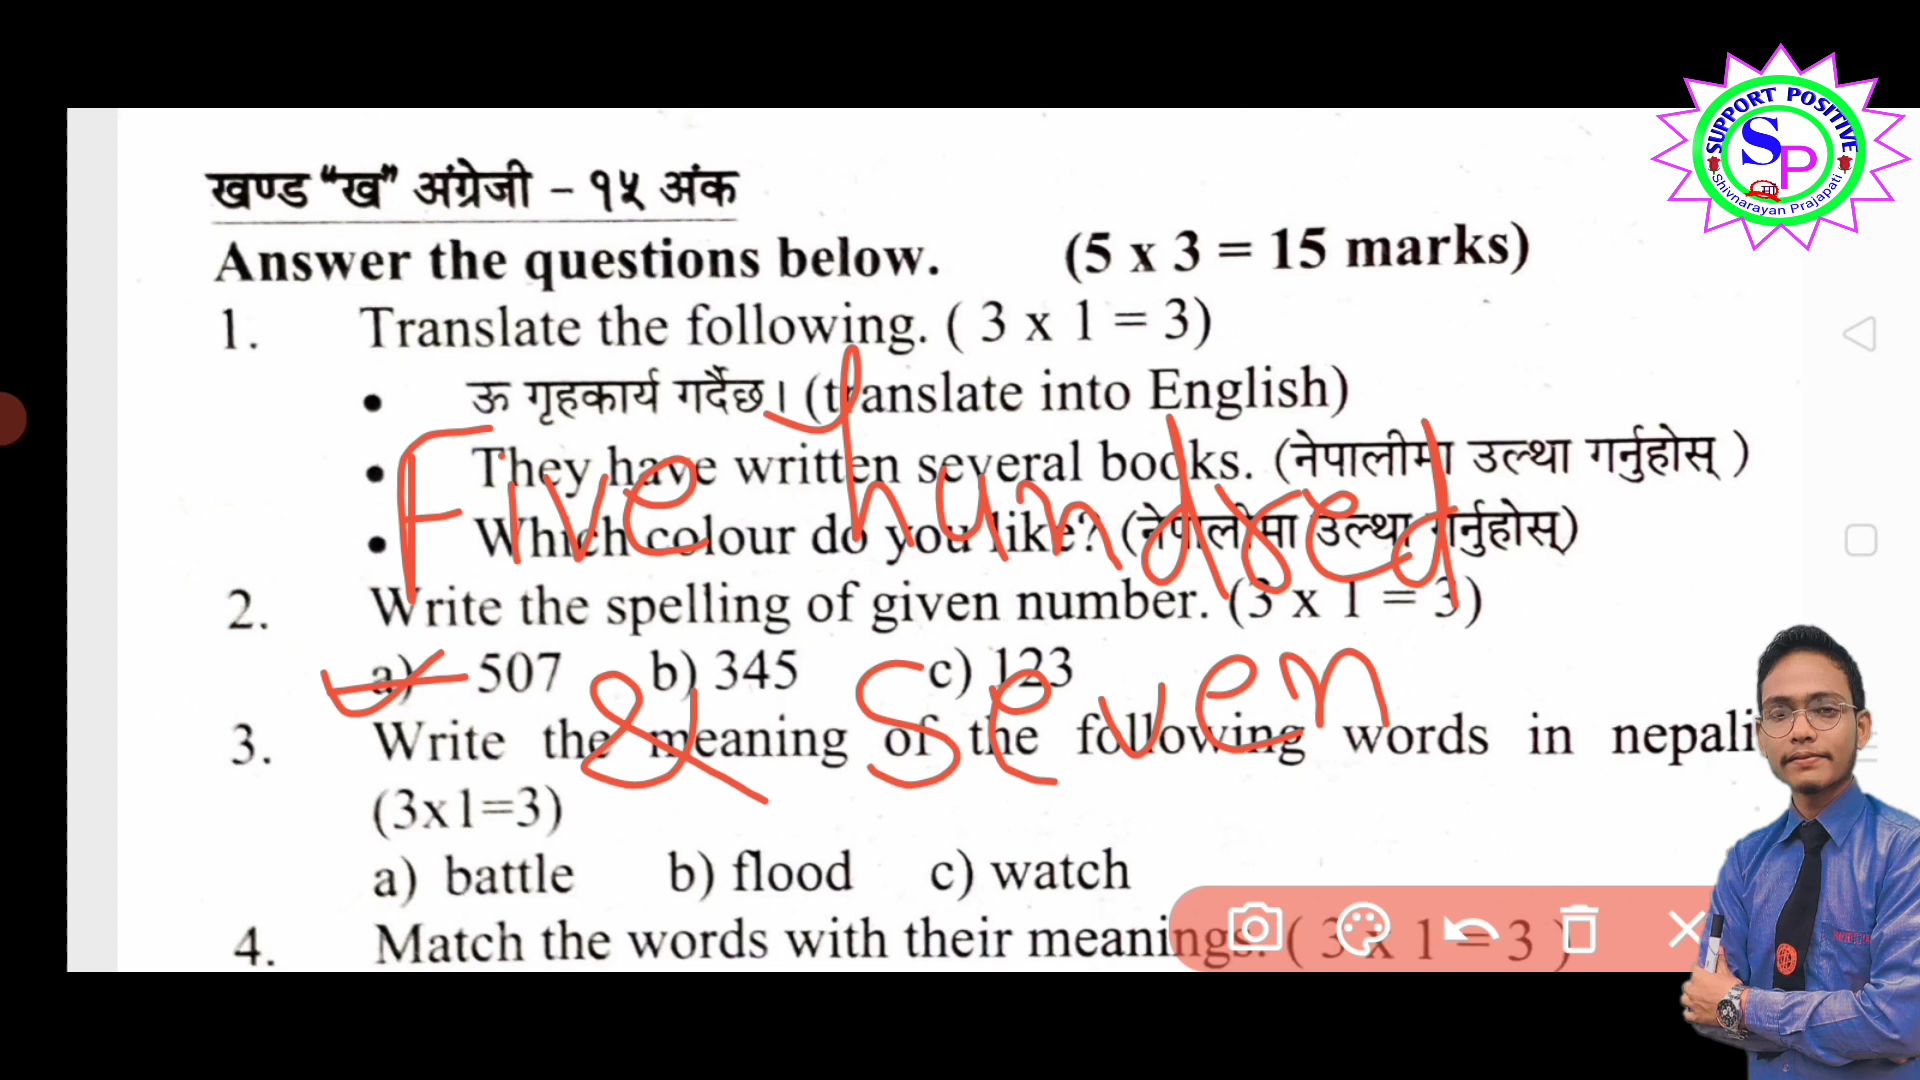 SUPPORT POSITIVE
SP
माँ
Shivnarayan Prajapati
खण्ड “ख” अंग्रेजी – १५ अंक
Answer the questions below. (5 x 3 = 15 marks)
1. Translate the following. ( 3 x 1 = 3)
• ऊ गृहकार्य गर्दैछ। (translate into English)
• They have written several books. (नेपालीमा उल्था गर्नुहोस् )
• Which colour do you like? (नेपालीमा उल्था गर्नुहोस्)
Five hundred
2. Write the spelling of given number. (3 x 1 = 3)
a) 507 b) 345 c) 123
& Seven
3. Write the meaning of the following words in nepali
(3x1=3)
a) battle b) flood c) watch
4. Match the words with their meanings. ( 3 x 1 = 3 )